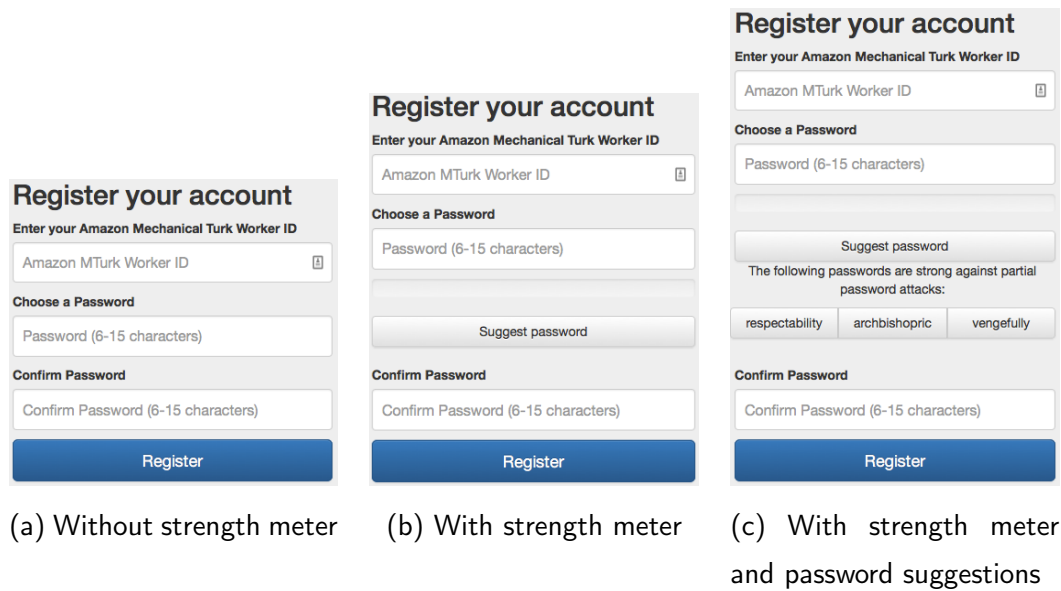 Register your account
Enter your Amazon Mechanical Turk Worker ID
Amazon MTurk Worker ID
Choose a Password
Password (6-15 characters)
Confirm Password
Confirm Password (6-15 characters)
Register
(a) Without strength meter
Register your account
Enter your Amazon Mechanical Turk Worker ID
Amazon MTurk Worker ID
Choose a Password
Password (6-15 characters)
Suggest password
Confirm Password
Confirm Password (6-15 characters)
Register
(b) With strength meter
Register your account
Enter your Amazon Mechanical Turk Worker ID
Amazon MTurk Worker ID
Choose a Password
Password (6-15 characters)
Suggest password
The following passwords are strong against partial
password attacks:
respectability archbishopric vengefully
Confirm Password
Confirm Password (6-15 characters)
Register
(c) With strength meter
and password suggestions